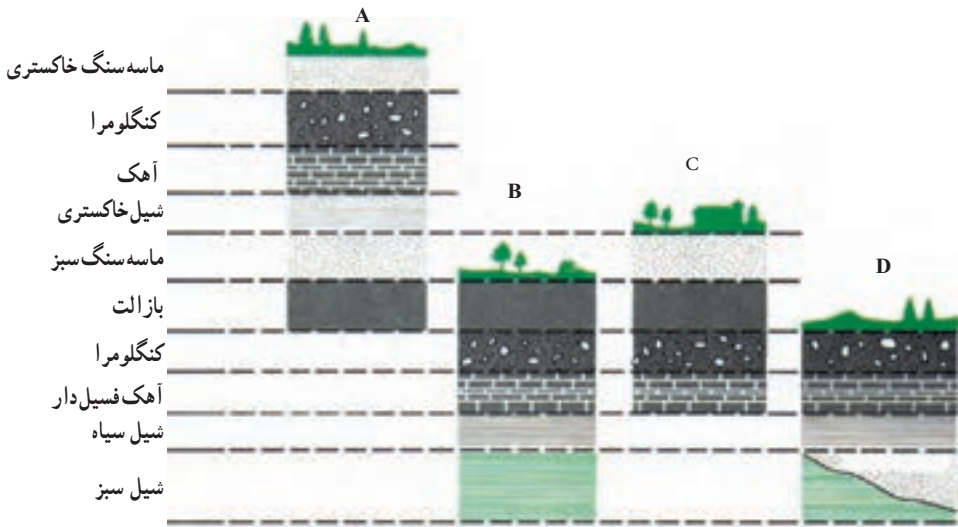 A
ماسه سنگ خاکستری
کنگلومرا
آهک
C
B
شیل خاکستری
ماسه سنگ سبز
D
بازالت
کنگلومرا
آهک فسیل دار
شیل سیاه
شیل سبز